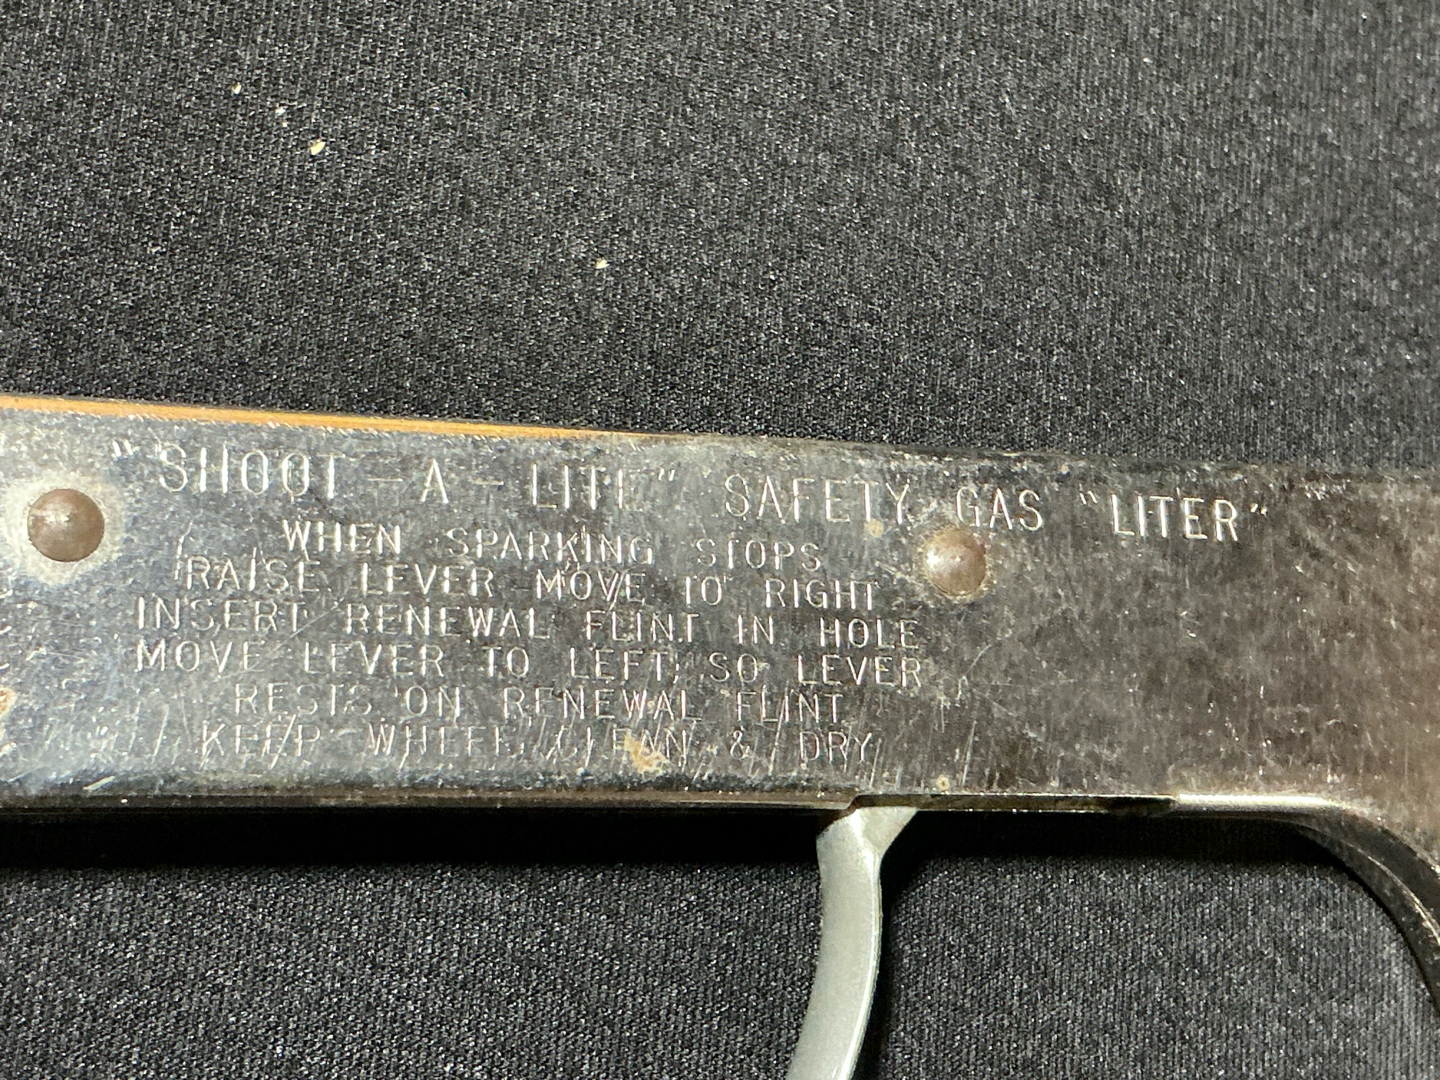 "SHOOT-A-LITE" SAFETY GAS "LITER"
WHEN SPARKING STOPS
RAISE LEVER MOVE TO RIGHT
INSERT RENEWAL FLINT IN HOLE
MOVE LEVER TO LEFT SO LEVER
RESTS ON RENEWAL FLINT
KEEP WHEEL CLEAN & DRY